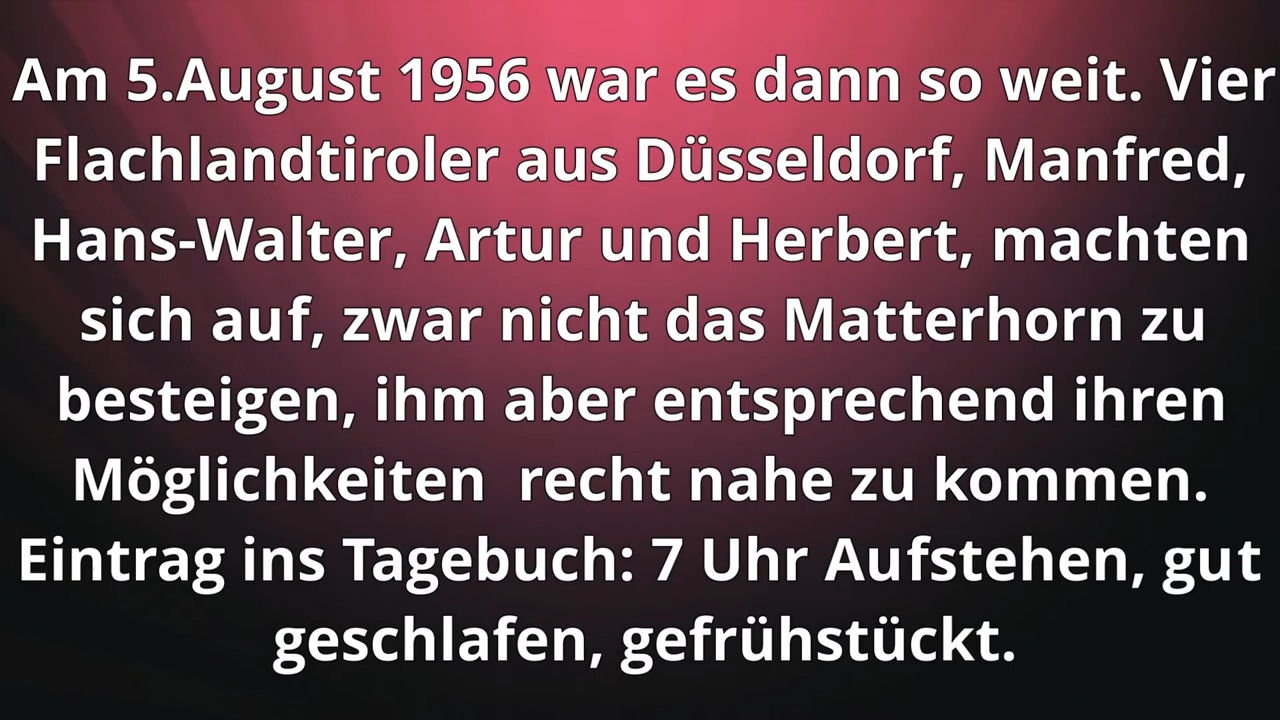 Am 5.August 1956 war es dann so weit. Vier
Flachlandtiroler aus Düsseldorf, Manfred,
Hans-Walter, Artur und Herbert, machten
sich auf, zwar nicht das Matterhorn zu
besteigen, ihm aber entsprechend ihren
Möglichkeiten  recht nahe zu kommen.
Eintrag ins Tagebuch: 7 Uhr Aufstehen, gut
geschlafen, gefrühstückt.